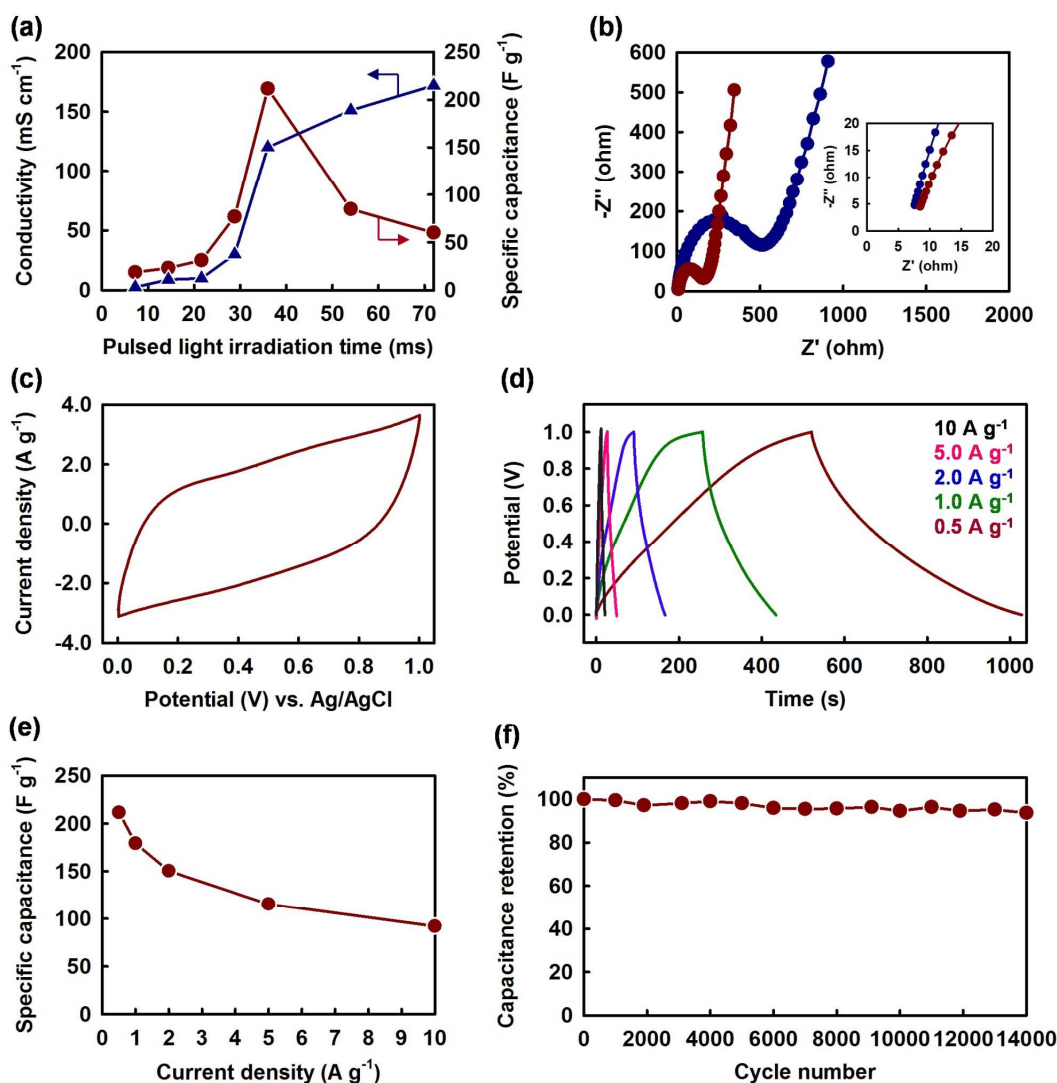 (a)
200
150
100
50
0
Conductivity (mS cm⁻¹)
0 10 20 30 40 50 60 70
Pulsed light irradiation time (ms)
250
200
150
100
50
0
Specific capacitance (F g⁻¹)
(b)
600
500
400
300
200
100
0
-Z'' (ohm)
0 500 1000 1500 2000
Z' (ohm)
20
15
10
5
0
-Z'' (ohm)
0 5 10 15 20
Z' (ohm)
(c)
4.0
2.0
0.0
-2.0
-4.0
Current density (A g⁻¹)
0.0 0.2 0.4 0.6 0.8 1.0
Potential (V) vs. Ag/AgCl
(d)
1.0
0.8
0.6
0.4
0.2
0.0
Potential (V)
10 A g⁻¹
5.0 A g⁻¹
2.0 A g⁻¹
1.0 A g⁻¹
0.5 A g⁻¹
0 200 400 600 800 1000
Time (s)
(e)
250
200
150
100
50
0
Specific capacitance (F g⁻¹)
0 1 2 3 4 5 6 7 8 9 10
Current density (A g⁻¹)
(f)
100
80
60
40
20
0
Capacitance retention (%)
0 2000 4000 6000 8000 10000 12000 14000
Cycle number